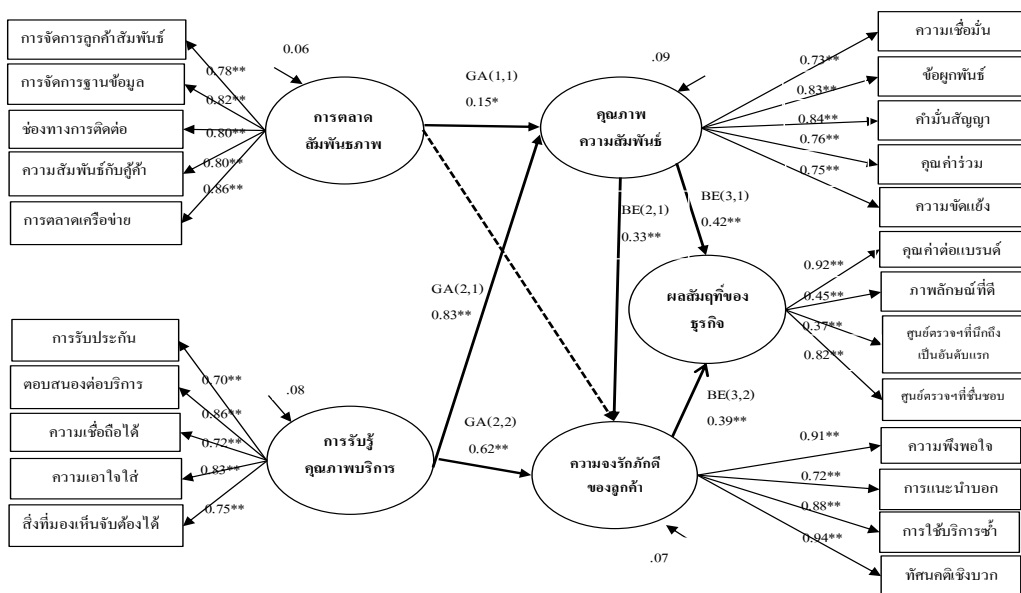 การจัดการลูกค้าสัมพันธ์
การจัดการฐานข้อมูล
ช่องทางการติดต่อ
ความสัมพันธ์กับคู่ค้า
การตลาดเครือข่าย
0.78**
0.82**
0.80**
0.80**
0.86**
0.06
การตลาด
สัมพันธภาพ
GA(1,1)
0.15*
.09
คุณภาพ
ความสัมพันธ์
0.73**
0.83**
0.84**
0.76**
0.75**
ความเชื่อมั่น
ข้อผูกพันธ์
คำมั่นสัญญา
คุณค่าร่วม
ความขัดแย้ง
BE(2,1)
0.33**
BE(3,1)
0.42**
GA(2,1)
0.83**
ผลสัมฤทธิ์ของ
ธุรกิจ
0.92**
0.45**
0.37**
0.82**
คุณค่าต่อแบรนด์
ภาพลักษณ์ที่ดี
ศูนย์ตรวจฯที่นึกถึง
เป็นอันดับแรก
ศูนย์ตรวจฯที่ชื่นชอบ
การรับประกัน
ตอบสนองต่อบริการ
ความเชื่อถือได้
ความเอาใจใส่
สิ่งที่มองเห็นจับต้องได้
0.70**
0.86**
0.72**
0.83**
0.75**
.08
การรับรู้
คุณภาพบริการ
GA(2,2)
0.62**
BE(3,2)
0.39**
ความจงรักภักดี
ของลูกค้า
.07
0.91**
0.72**
0.88**
0.94**
ความพึงพอใจ
การแนะนำบอก
การใช้บริการซ้ำ
ทัศนคติเชิงบวก